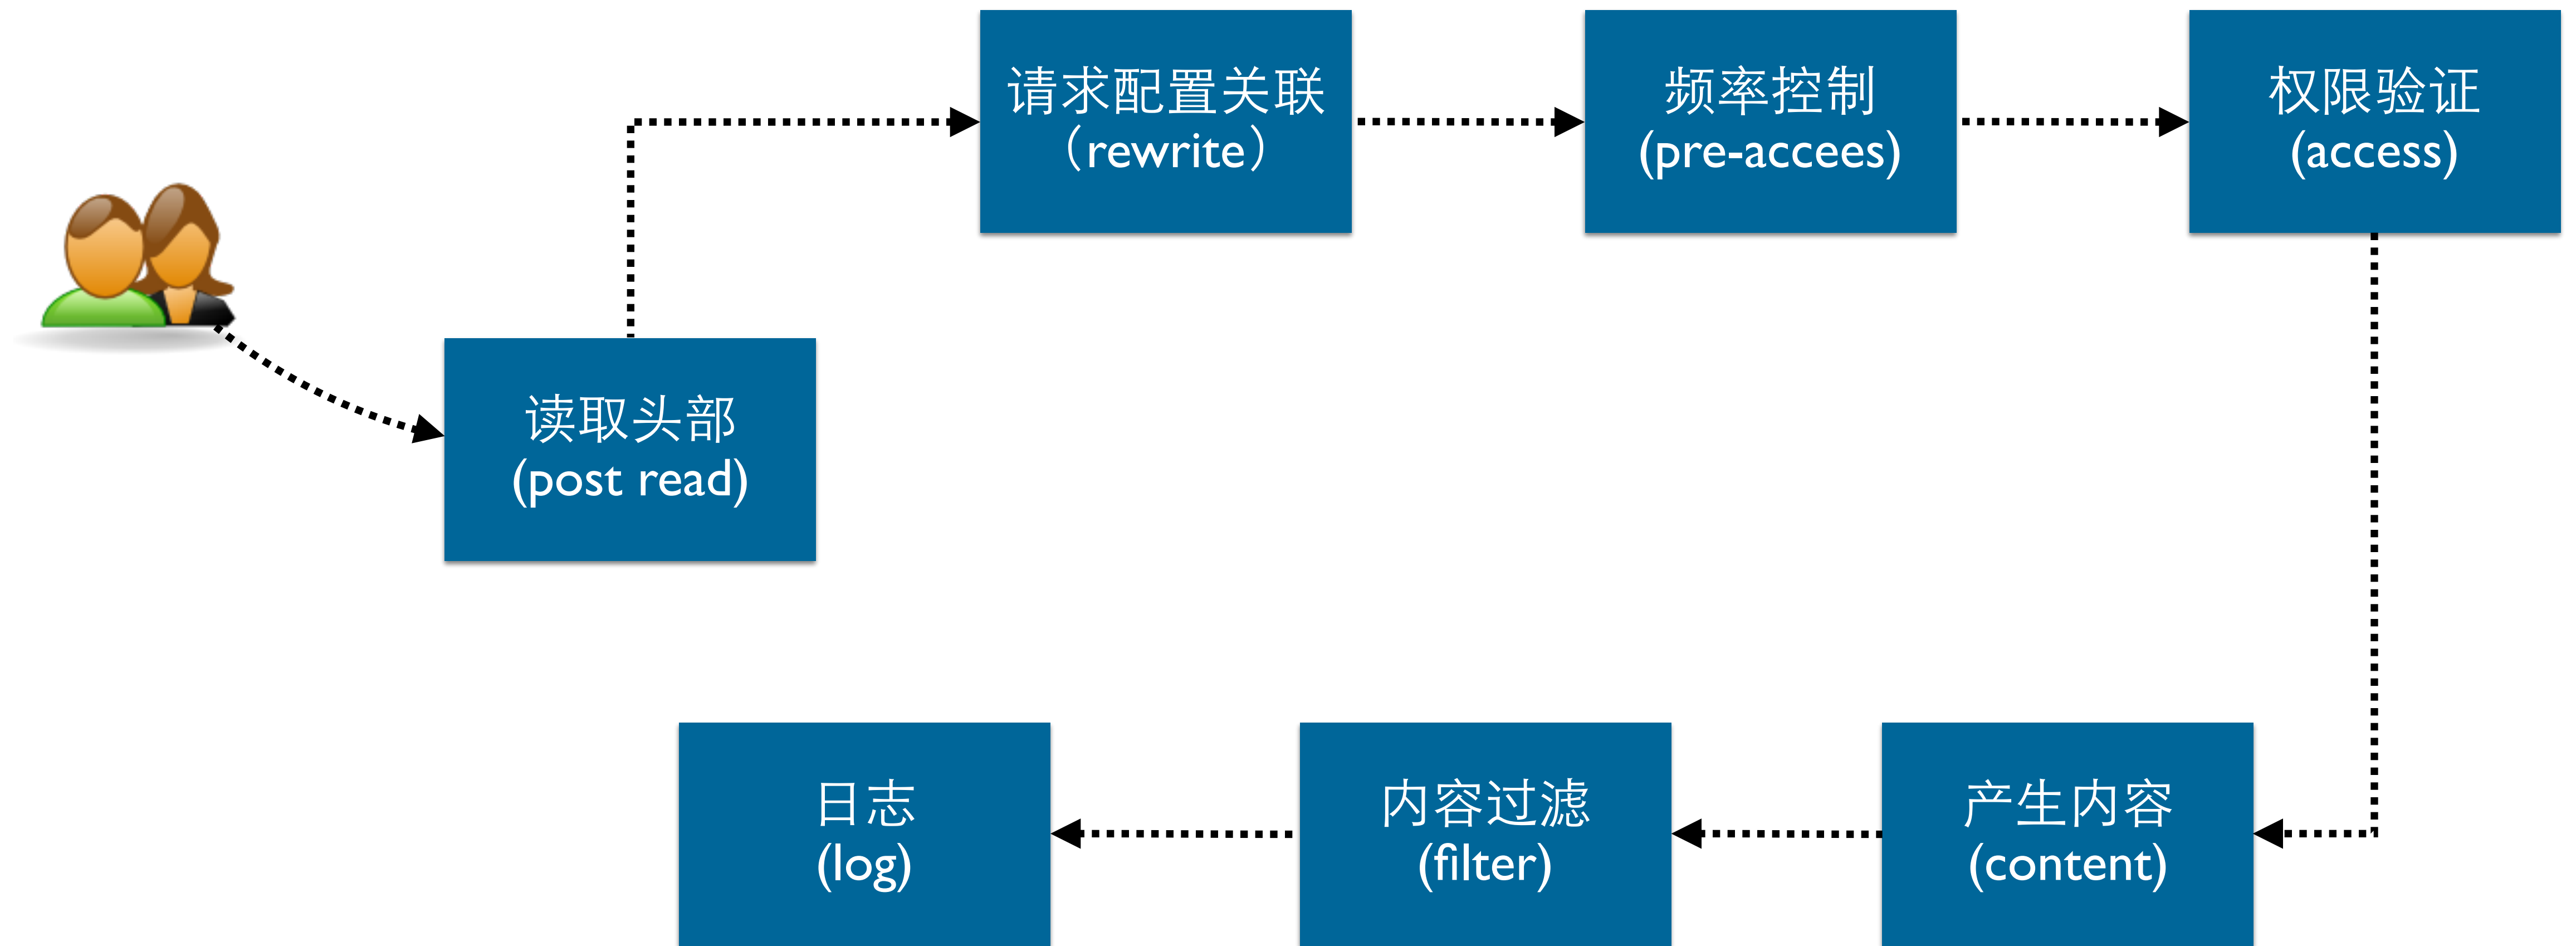 读取头部
(post read)
请求配置关联
（rewrite）
频率控制
(pre-accees)
权限验证
(access)
产生内容
(content)
内容过滤
(filter)
日志
(log)